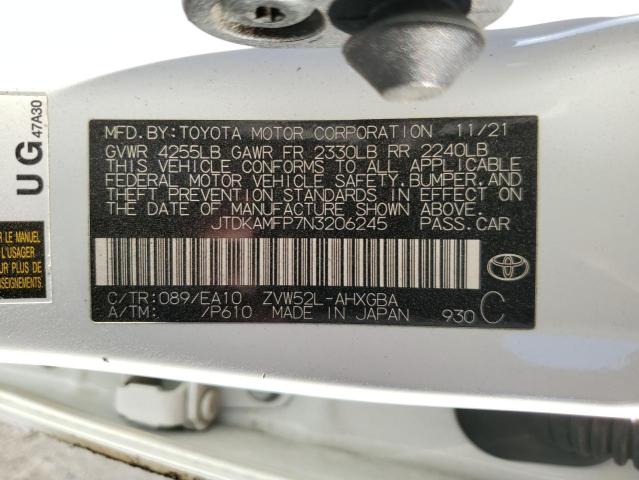 MFD. BY: TOYOTA MOTOR CORPORATION 11/21
GVWR 4255LB GAWR FR 2330LB RR 2240LB
THIS VEHICLE CONFORMS TO ALL APPLICABLE
FEDERAL MOTOR VEHICLE SAFETY, BUMPER, AND
THEFT PREVENTION STANDARDS IN EFFECT ON
THE DATE OF MANUFACTURE SHOWN ABOVE.
JTDKAMFP7N3206245 PASS. CAR
C/TR: 089/EA10 ZVW52L-AHXGBA
A/TM: /P610 MADE IN JAPAN 930 C
TOYOTA
UG
47A30
R LE MANUEL
L'USAGER
R PLUS DE
SEIGNEMENTS